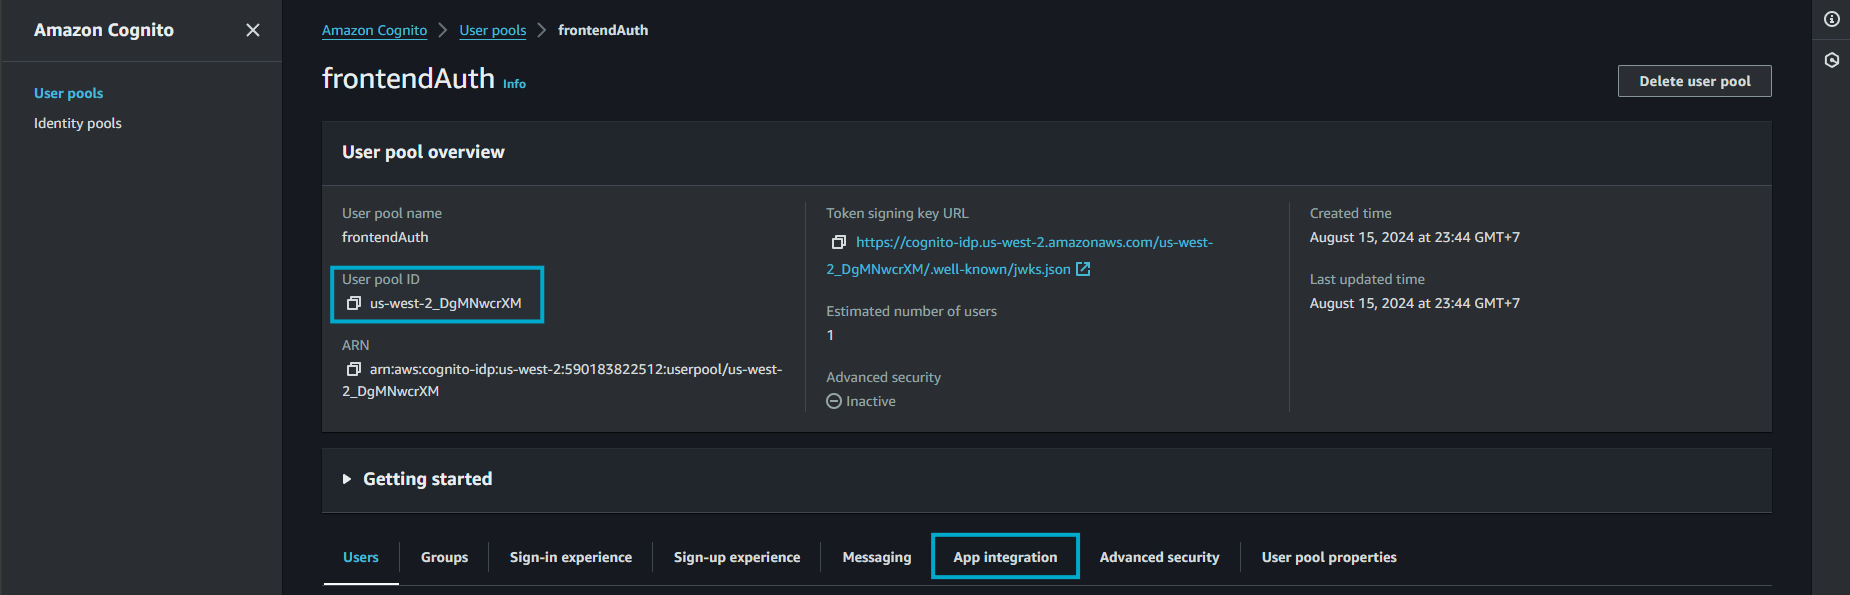 Amazon Cognito
User pools
Identity pools
Amazon Cognito User pools frontendAuth
frontendAuth Info
Delete user pool
User pool overview
User pool name
frontendAuth
User pool ID
us-west-2_DgMNwcrXM
ARN
arn:aws:cognito-idp:us-west-2:590183822512:userpool/us-west-
2_DgMNwcrXM
Token signing key URL
https://cognito-idp.us-west-2.amazonaws.com/us-west-
2_DgMNwcrXM/.well-known/jwks.json
Estimated number of users
1
Advanced security
Inactive
Created time
August 15, 2024 at 23:44 GMT+7
Last updated time
August 15, 2024 at 23:44 GMT+7
Getting started
Users Groups Sign-in experience Sign-up experience Messaging App integration Advanced security User pool properties